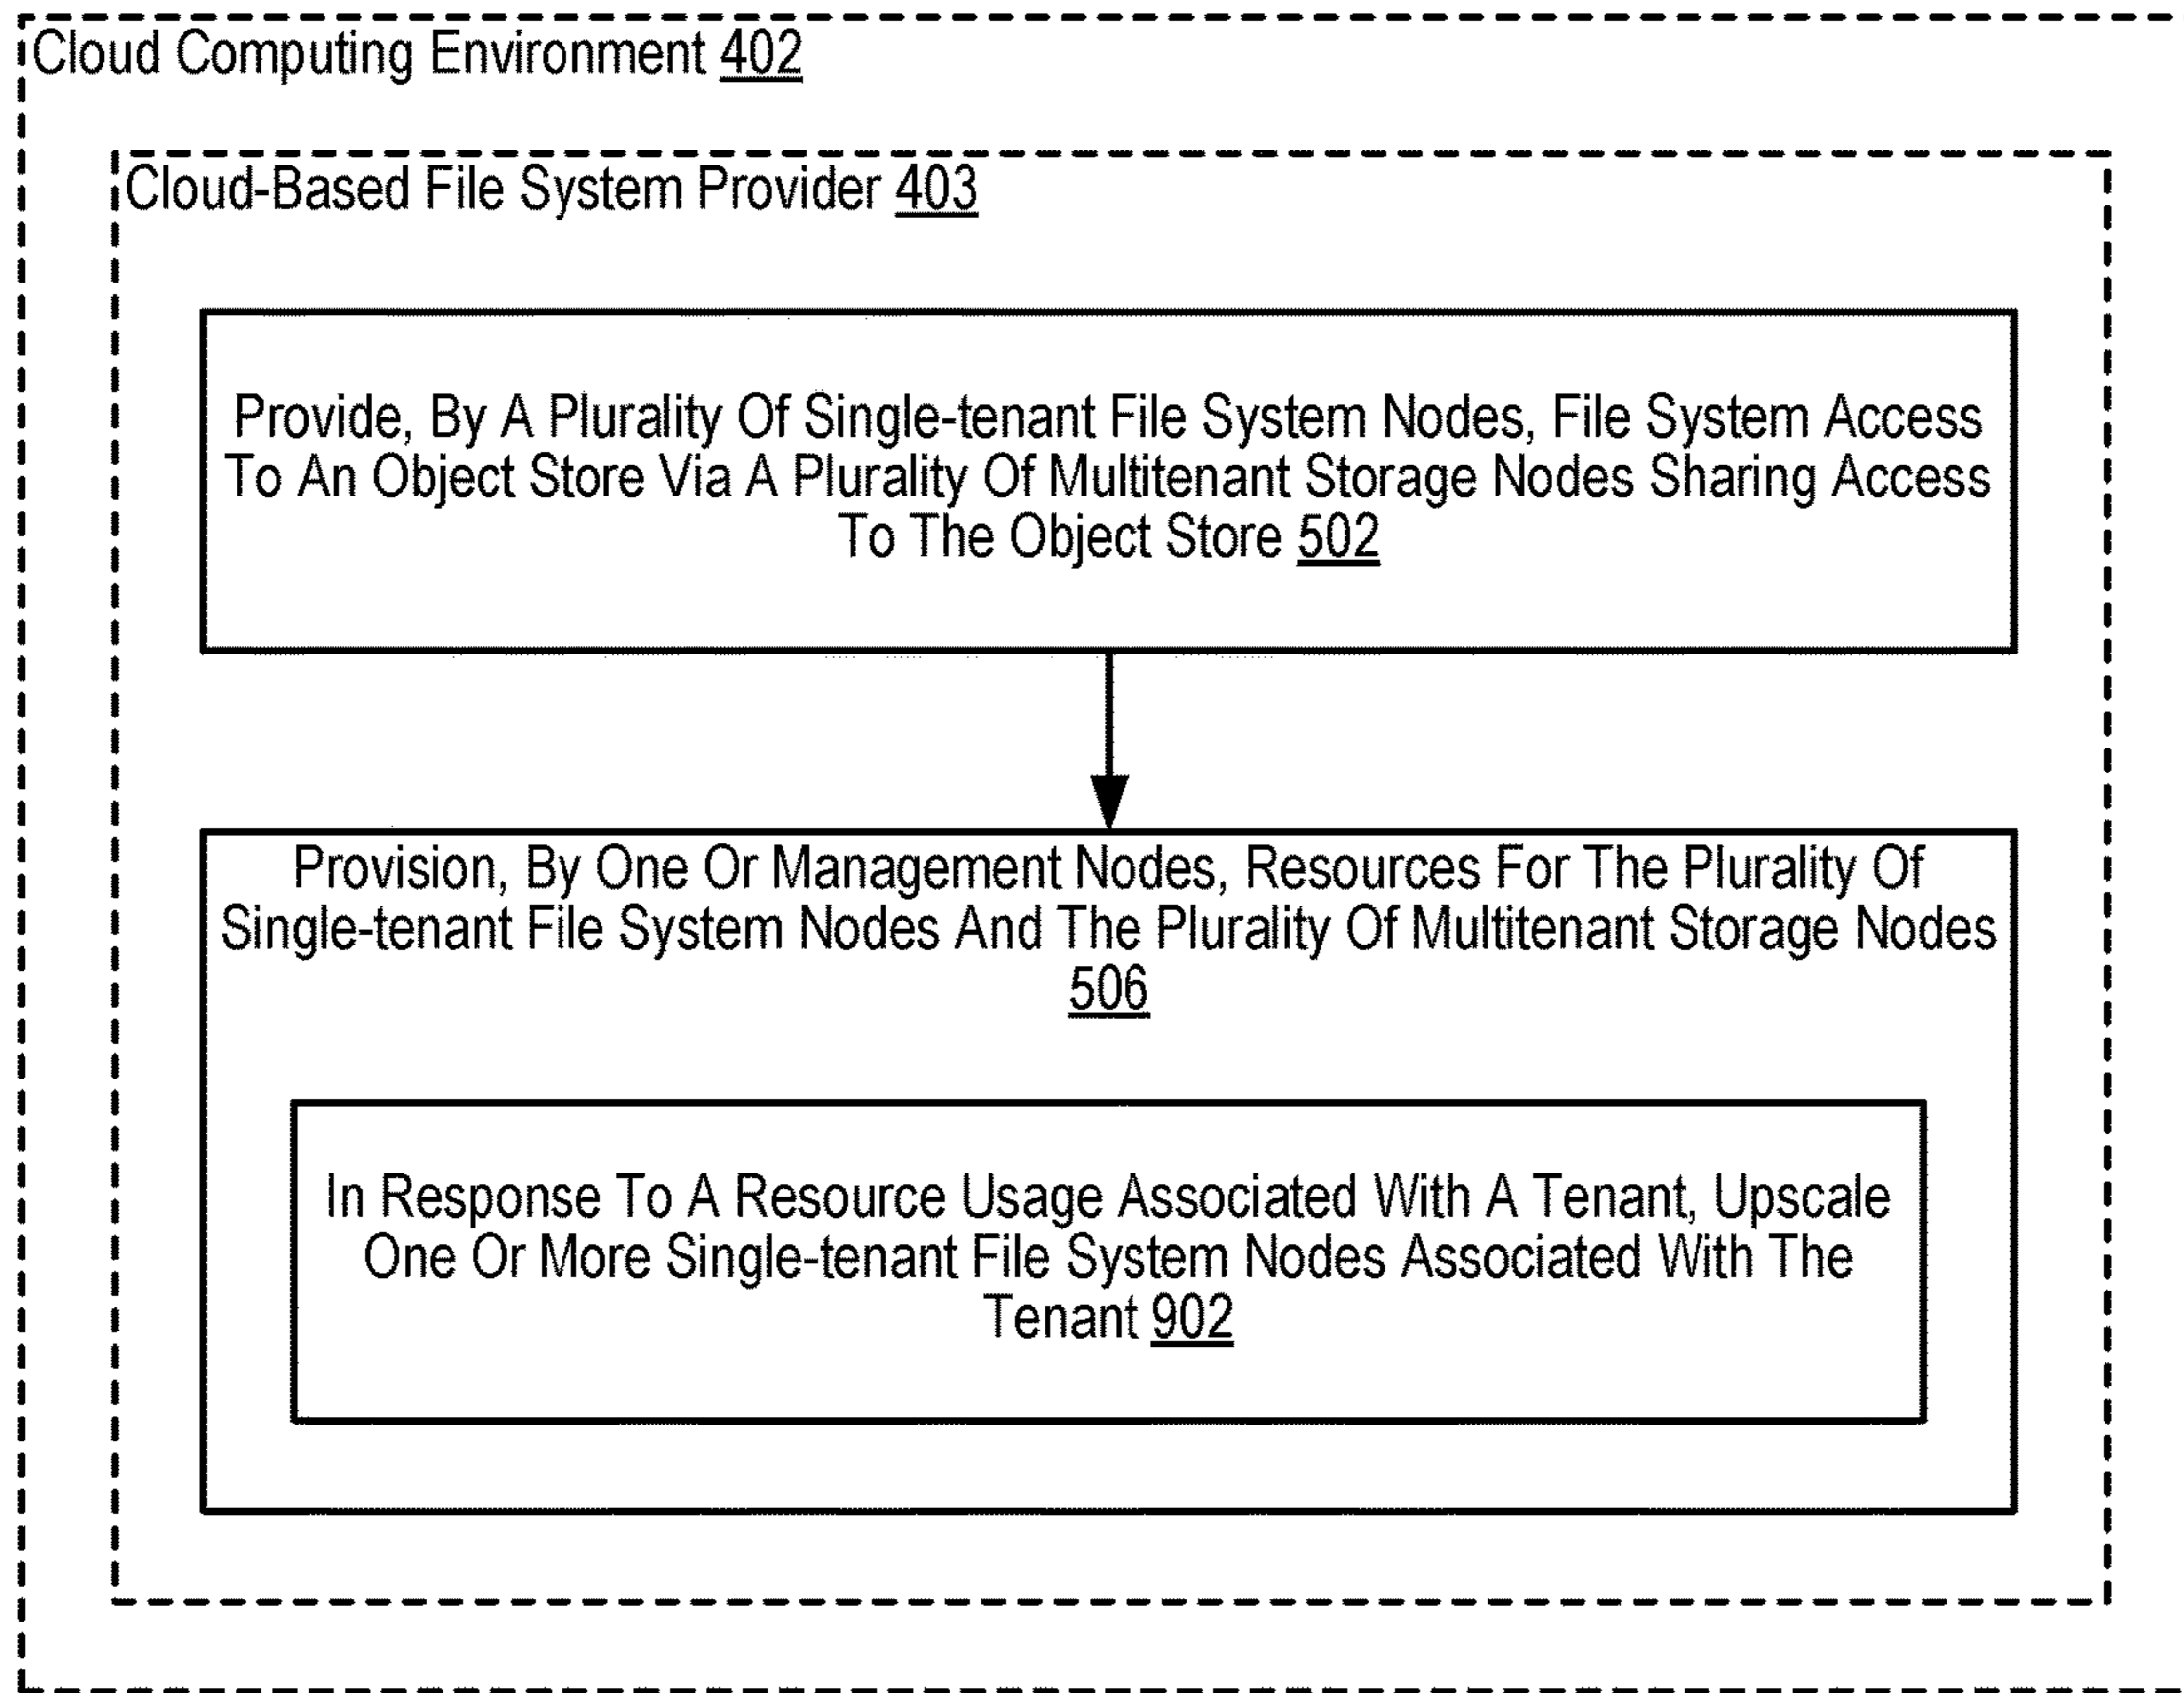 Cloud Computing Environment 402
Cloud-Based File System Provider 403
Provide, By A Plurality Of Single-tenant File System Nodes, File System Access
To An Object Store Via A Plurality Of Multitenant Storage Nodes Sharing Access
To The Object Store 502
Provision, By One Or Management Nodes, Resources For The Plurality Of
Single-tenant File System Nodes And The Plurality Of Multitenant Storage Nodes
506
In Response To A Resource Usage Associated With A Tenant, Upscale
One Or More Single-tenant File System Nodes Associated With The
Tenant 902